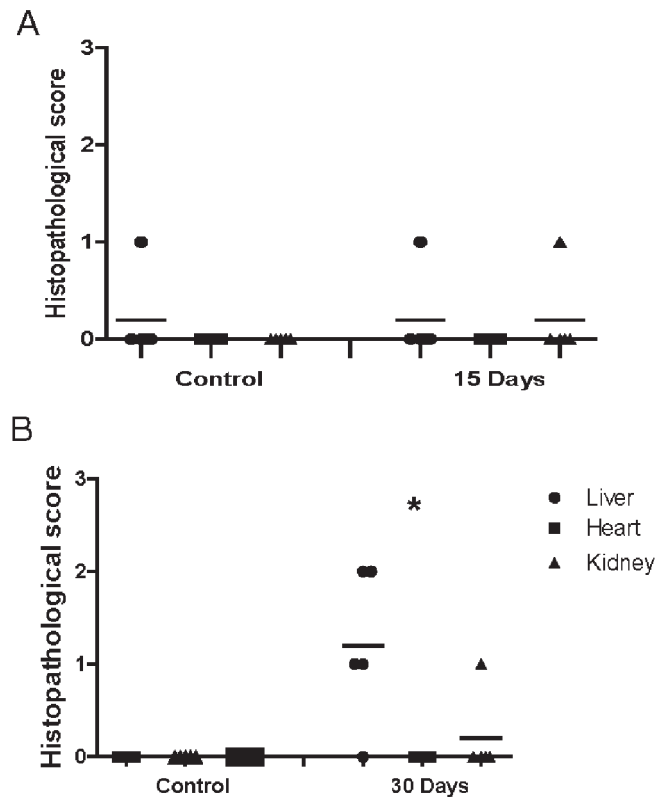 A
Histopathological score
3
2
1
0
Control 15 Days
B
Histopathological score
3
2
1
0
*
Control 30 Days
Liver
Heart
Kidney